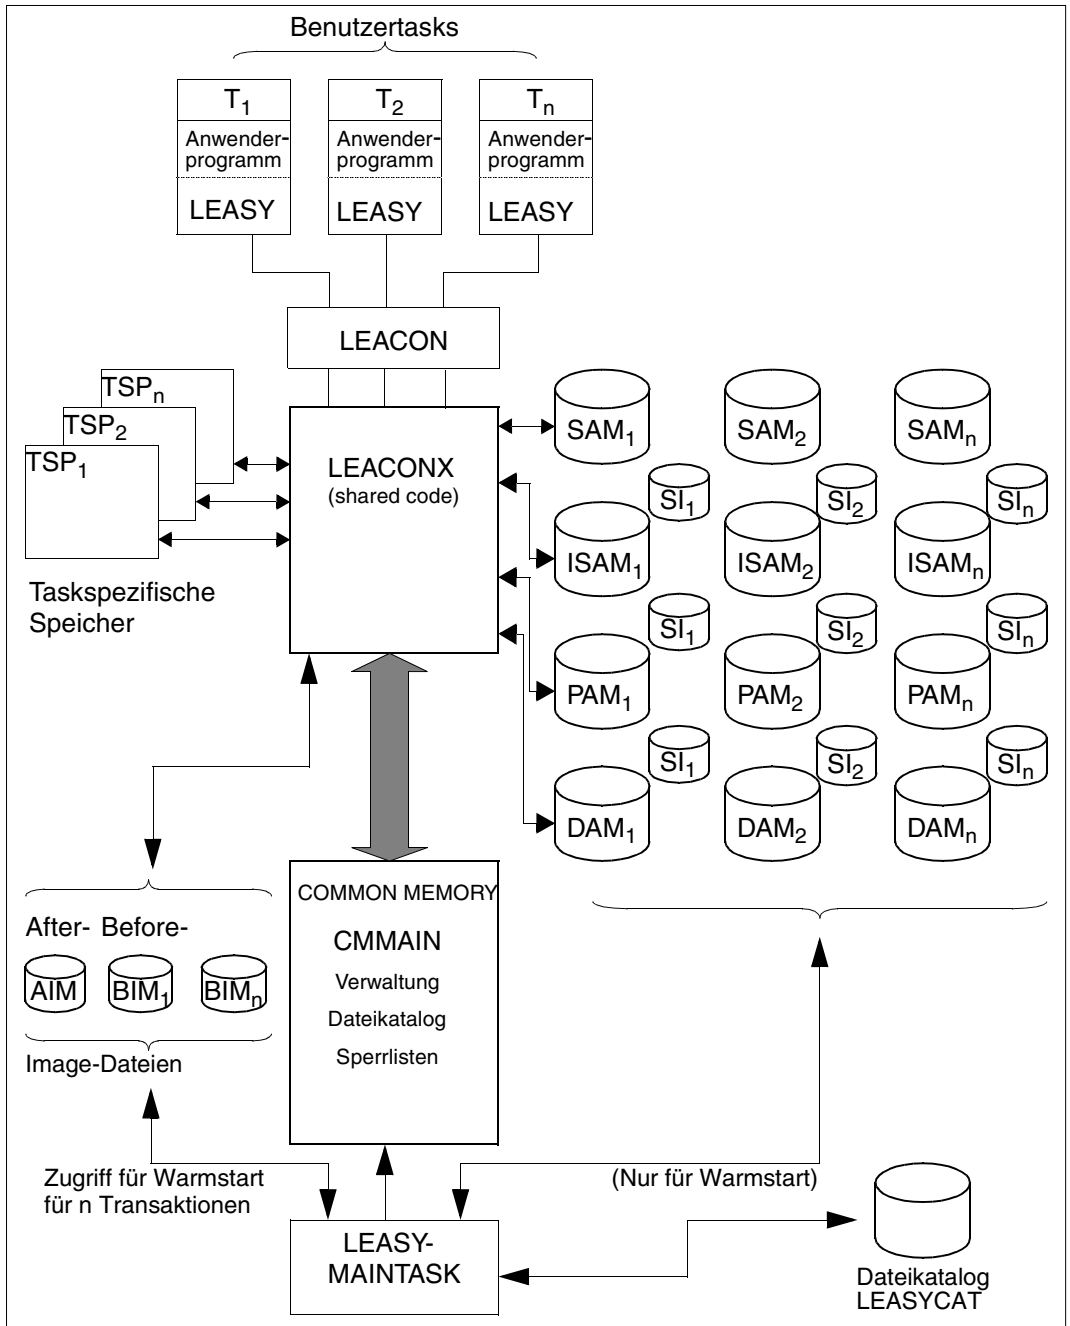 Benutzertasks
T1 T2 Tn
Anwender-
programm
Anwender-
programm
Anwender-
programm
LEASY LEASY LEASY
LEACON
TSPn
TSP2
TSP1
Taskspezifische
Speicher
LEACONX
(shared code)
SAM1 SAM2 SAMn
SI1 SI2 SIn
ISAM1 ISAM2 ISAMn
SI1 SI2 SIn
PAM1 PAM2 PAMn
SI1 SI2 SIn
DAM1 DAM2 DAMn
After- Before-
AIM BIM1 BIMn
Image-Dateien
COMMON MEMORY
CMMAIN
Verwaltung
Dateikatalog
Sperrlisten
Zugriff für Warmstart
für n Transaktionen
(Nur für Warmstart)
LEASY-
MAINTASK
Dateikatalog
LEASYCAT